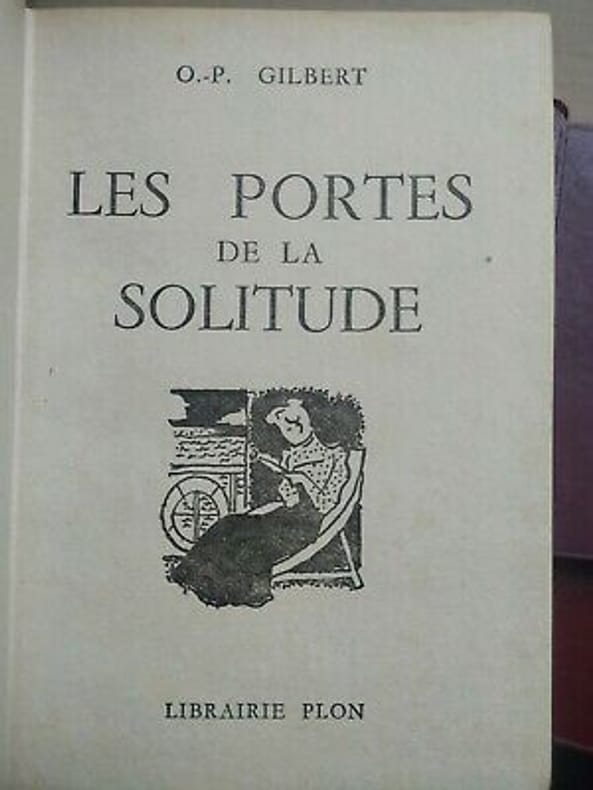 O.-P. GILBERT
LES PORTES
DE LA
SOLITUDE
LIBRAIRIE PLON